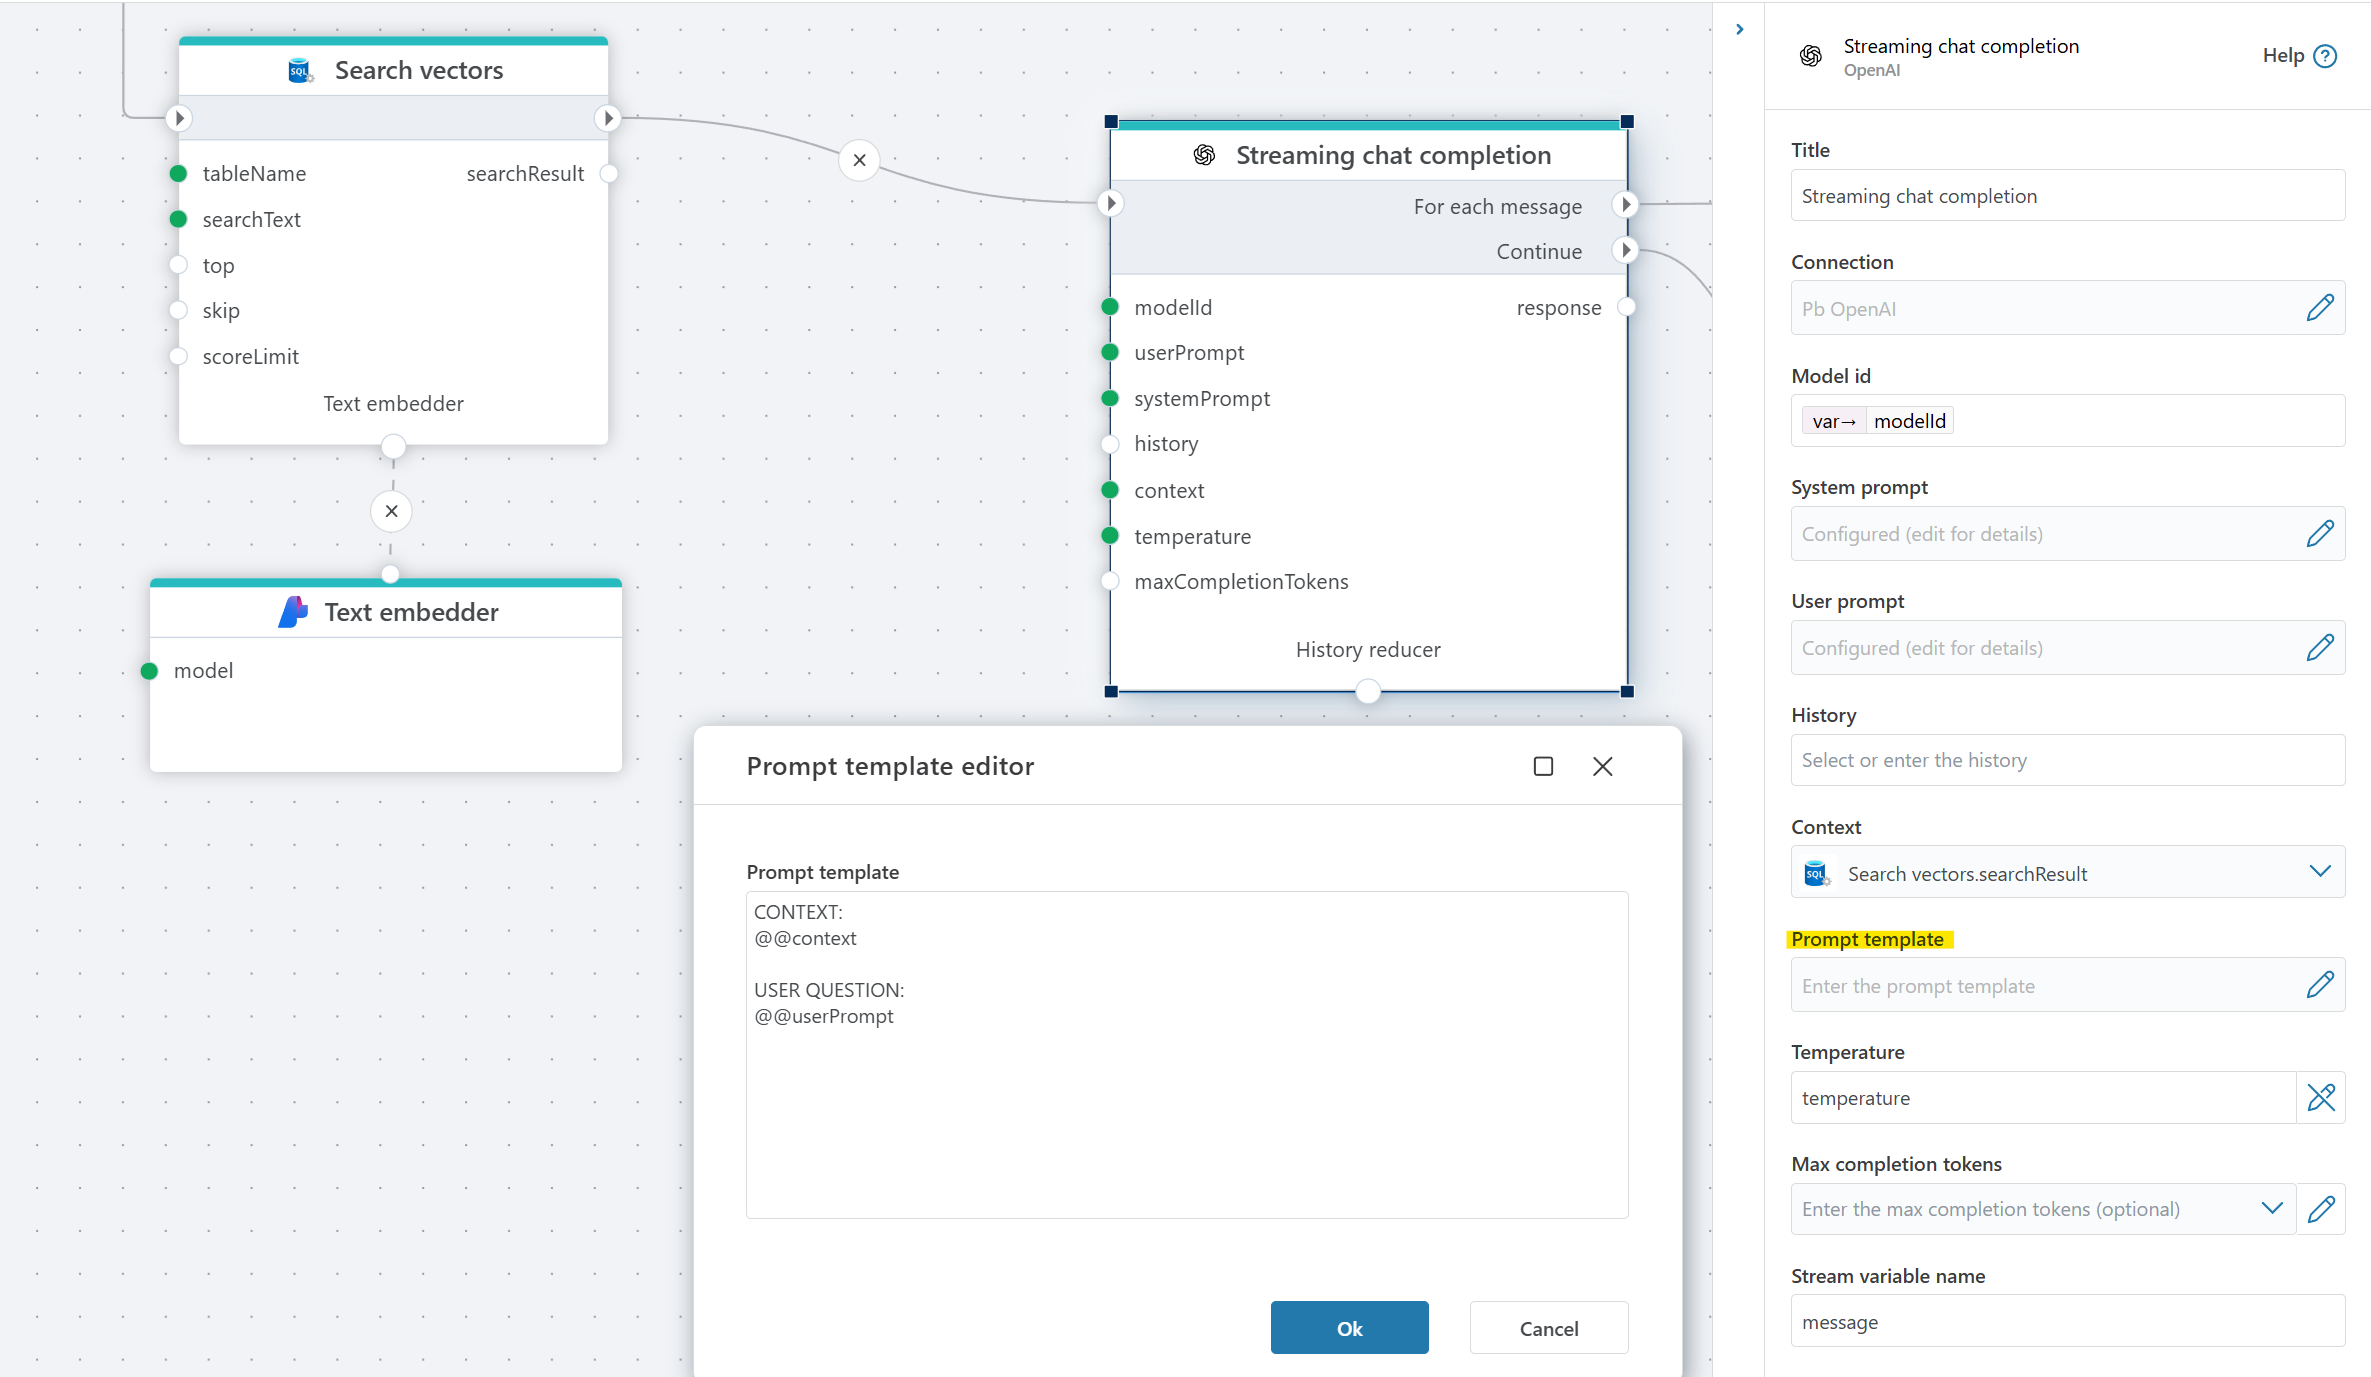 Search vectors
tableName
searchResult
searchText
top
skip
scoreLimit
Text embedder
Text embedder
model
Streaming chat completion
For each message
Continue
modelId
response
userPrompt
systemPrompt
history
context
temperature
maxCompletionTokens
History reducer
Prompt template editor
Prompt template
CONTEXT:
@@context
USER QUESTION:
@@userPrompt
Ok
Cancel
Streaming chat completion
OpenAI
Help
Title
Streaming chat completion
Connection
Pb OpenAI
Model id
var→ modelId
System prompt
Configured (edit for details)
User prompt
Configured (edit for details)
History
Select or enter the history
Context
SQL Search vectors.searchResult
Prompt template
Enter the prompt template
Temperature
temperature
Max completion tokens
Enter the max completion tokens (optional)
Stream variable name
message